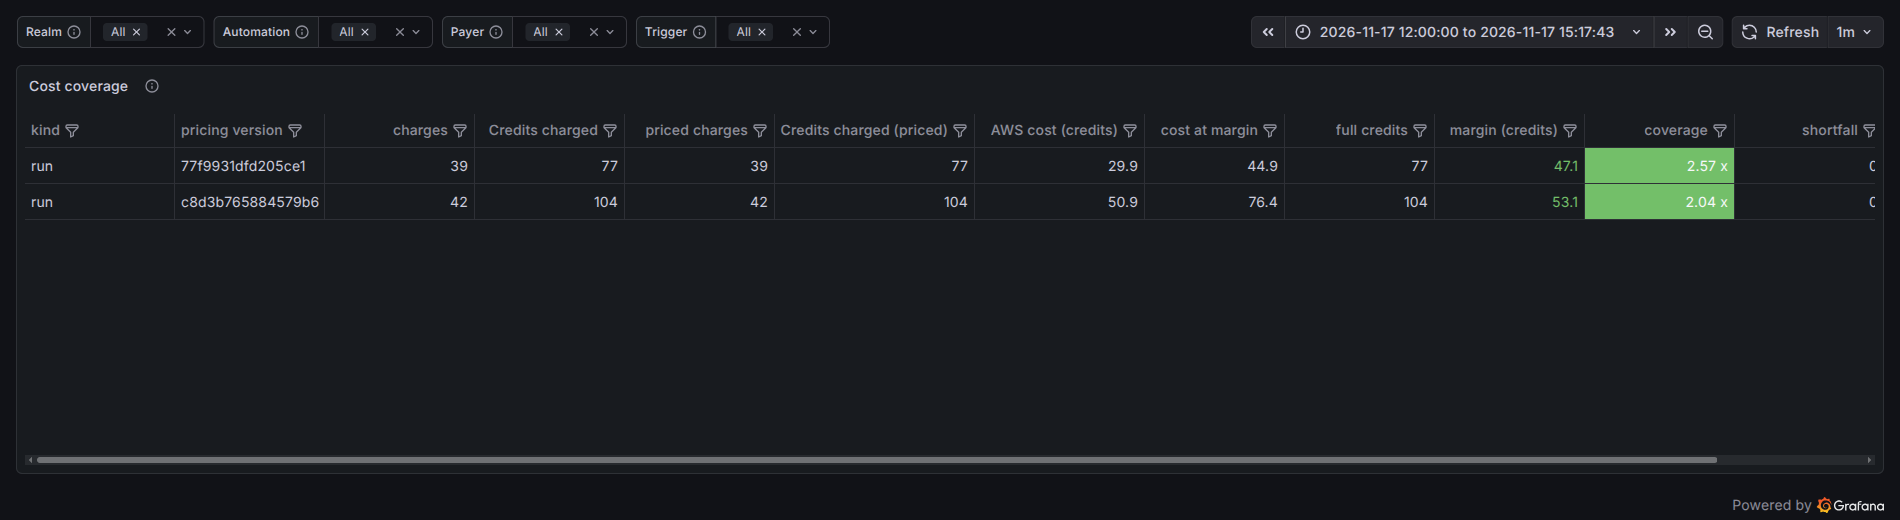 Realm All Automation All Payer All Trigger All 2026-11-17 12:00:00 to 2026-11-17 15:17:43 Refresh 1m
Cost coverage
kind pricing version charges Credits charged priced charges Credits charged (priced) AWS cost (credits) cost at margin full credits margin (credits) coverage shortfall
run 77f9931dfd205ce1 39 77 39 77 29.9 44.9 77 47.1 2.57 x 0
run c8d3b765884579b6 42 104 42 104 50.9 76.4 104 53.1 2.04 x 0
Powered by Grafana